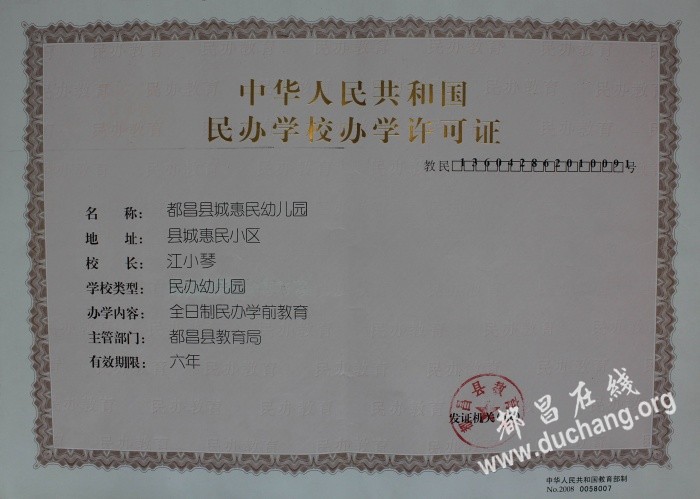 中华人民共和国
民办学校办学许可证
教民136042862010091号
名 称： 都昌县城惠民幼儿园
地 址： 县城惠民小区
校 长： 江小琴
学校类型： 民办幼儿园
办学内容： 全日制民办学前教育
主管部门： 都昌县教育局
有效期限： 六年
都昌县教
发证机关
都昌在线
www.duchang.org
中华人民共和国教育部制
No.2008 0058007